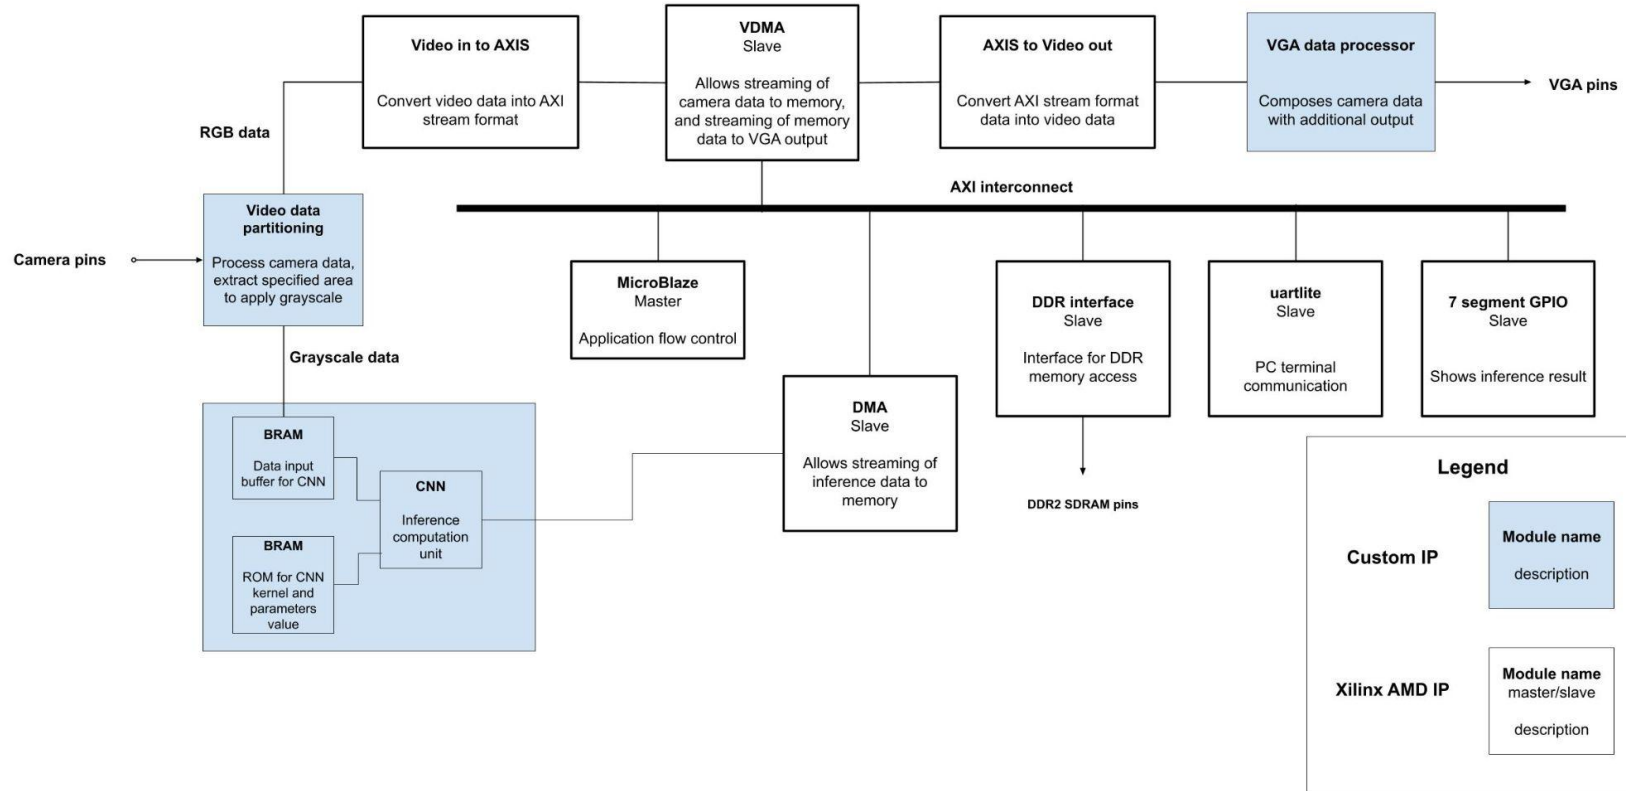 Video in to AXIS
Convert video data into AXI
stream format
VDMA
Slave
Allows streaming of
camera data to memory,
and streaming of memory
data to VGA output
AXIS to Video out
Convert AXI stream format
data into video data
VGA data processor
Composes camera data
with additional output
VGA pins
RGB data
AXI interconnect
Camera pins
Video data
partitioning
Process camera data,
extract specified area
to apply grayscale
Grayscale data
MicroBlaze
Master
Application flow control
DDR interface
Slave
Interface for DDR
memory access
DDR2 SDRAM pins
uartlite
Slave
PC terminal
communication
7 segment GPIO
Slave
Shows inference result
DMA
Slave
Allows streaming of
inference data to
memory
BRAM
Data input
buffer for CNN
CNN
Inference
computation
unit
BRAM
ROM for CNN
kernel and
parameters
value
Legend
Custom IP
Module name
description
Xilinx AMD IP
Module name
master/slave
description